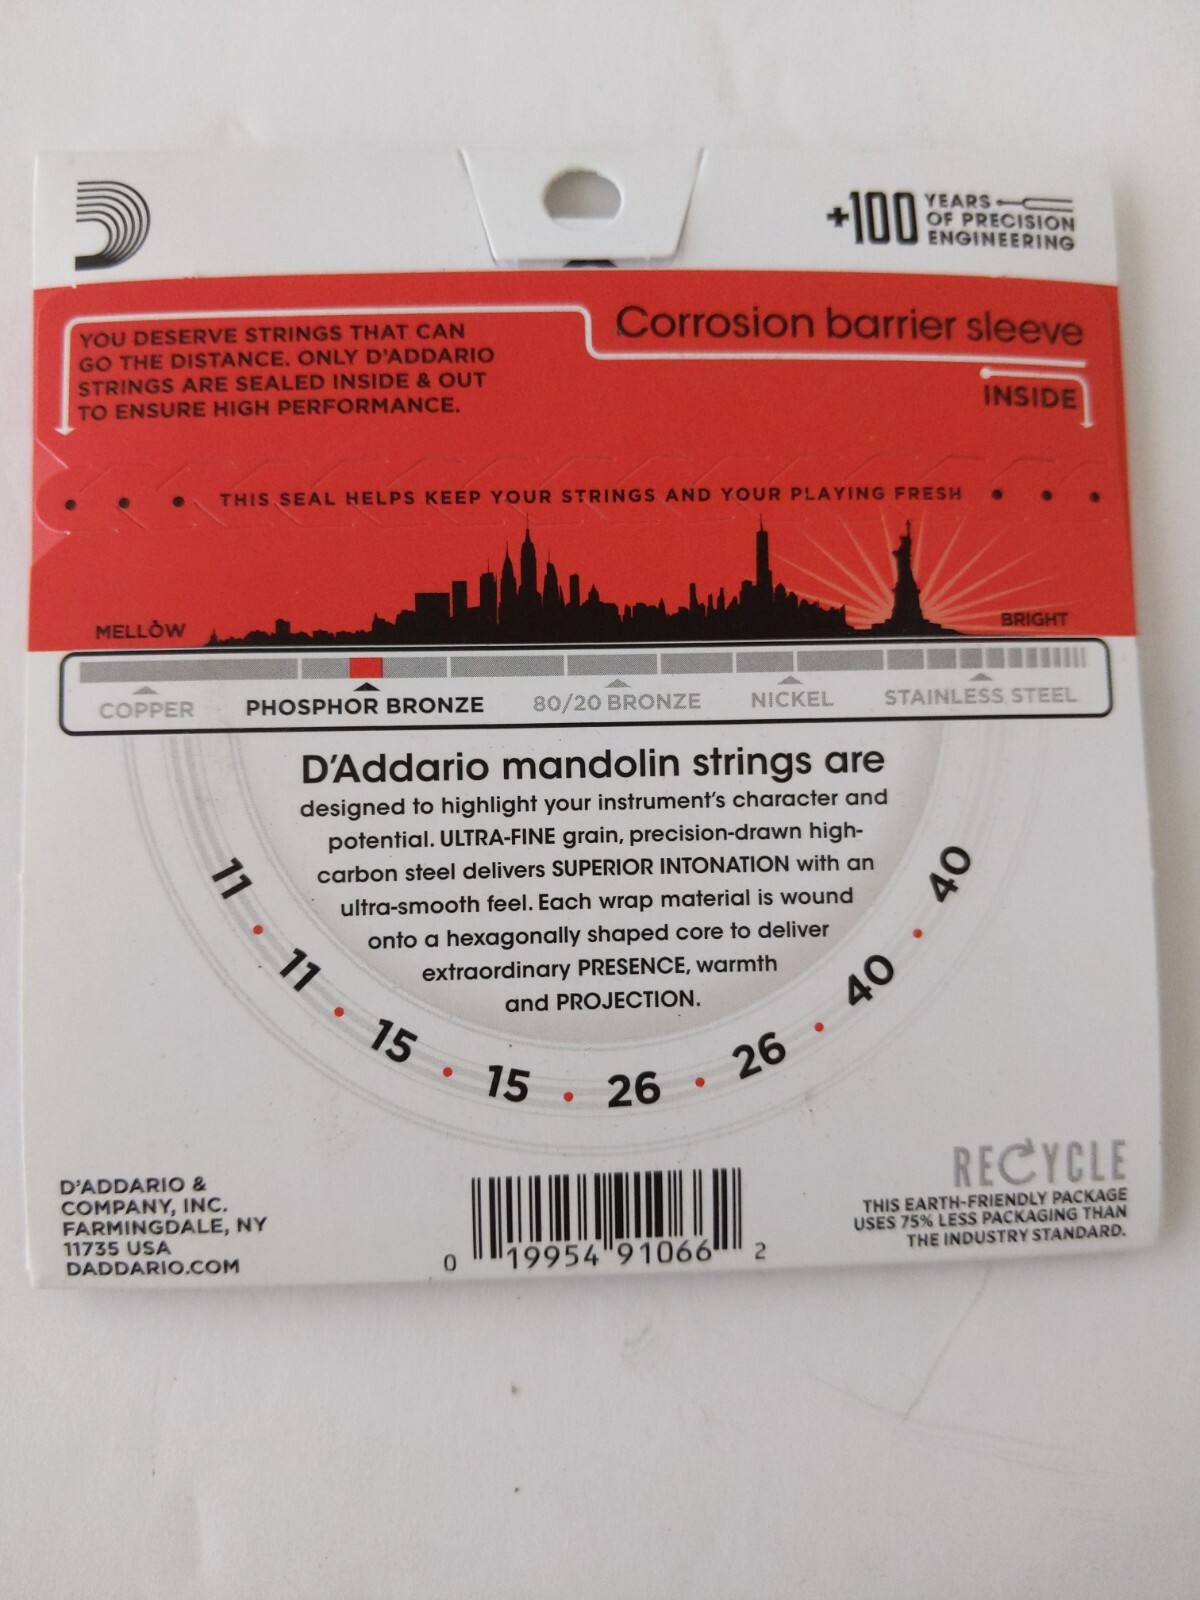 +100 YEARS
OF PRECISION
ENGINEERING
YOU DESERVE STRINGS THAT CAN
GO THE DISTANCE. ONLY D'ADDARIO
STRINGS ARE SEALED INSIDE & OUT
TO ENSURE HIGH PERFORMANCE.
Corrosion barrier sleeve
INSIDE
THIS SEAL HELPS KEEP YOUR STRINGS AND YOUR PLAYING FRESH
MELLOW
BRIGHT
COPPER PHOSPHOR BRONZE 80/20 BRONZE NICKEL STAINLESS STEEL
D'Addario mandolin strings are
designed to highlight your instrument's character and
potential. ULTRA-FINE grain, precision-drawn high-
carbon steel delivers SUPERIOR INTONATION with an
ultra-smooth feel. Each wrap material is wound
onto a hexagonally shaped core to deliver
extraordinary PRESENCE, warmth
and PROJECTION.
11 • 11 • 15 • 15 • 26 • 26 • 40 • 40
D'ADDARIO &
COMPANY, INC.
FARMINGDALE, NY
11735 USA
DADDARIO.COM
0 19954 91066 2
RECYCLE
THIS EARTH-FRIENDLY PACKAGE
USES 75% LESS PACKAGING THAN
THE INDUSTRY STANDARD.